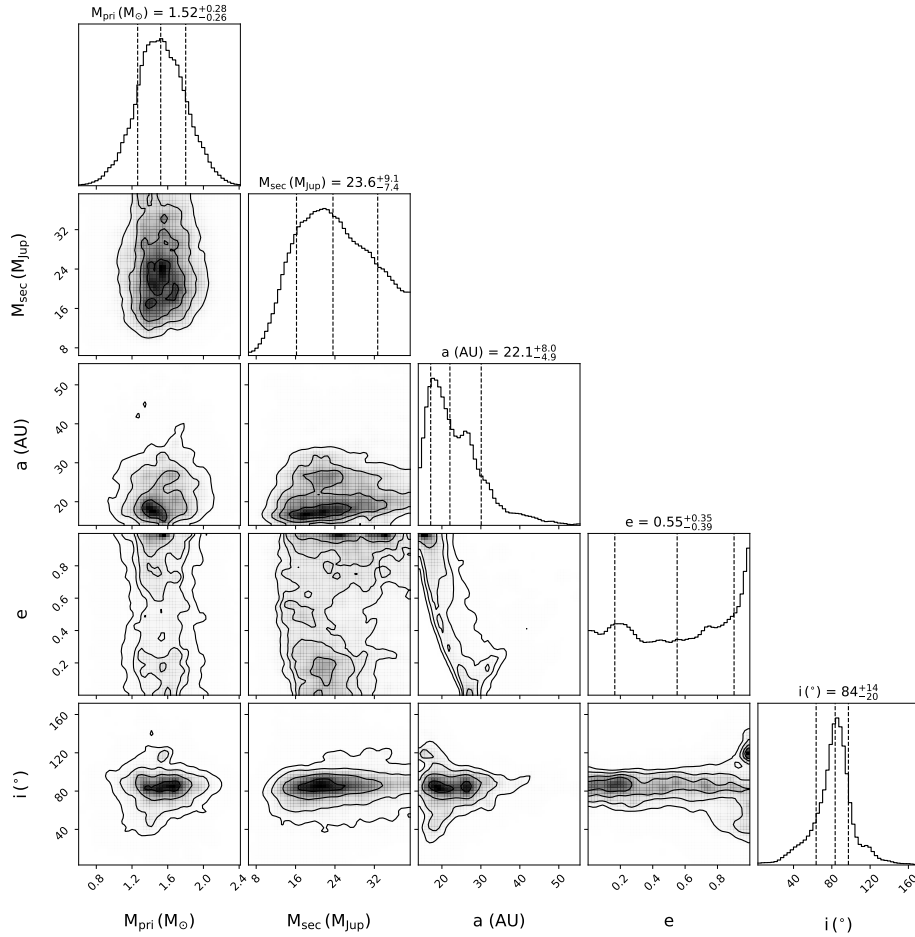 M_pri (M_⊙) = 1.52^{+0.28}_{−0.26}
M_sec (M_Jup) = 23.6^{+9.1}_{−7.4}
M_sec (M_Jup)
32
24
16
8
a (AU) = 22.1^{+8.0}_{−4.9}
a (AU)
50
40
30
20
e = 0.55^{+0.35}_{−0.39}
e
0.8
0.6
0.4
0.2
i (°) = 84^{+14}_{−20}
i (°)
160
120
80
40
0.8 1.2 1.6 2.0 2.4 8 16 24 32 20 30 40 50 0.2 0.4 0.6 0.8 40 80 120 160
M_pri (M_⊙) M_sec (M_Jup) a (AU) e i (°)